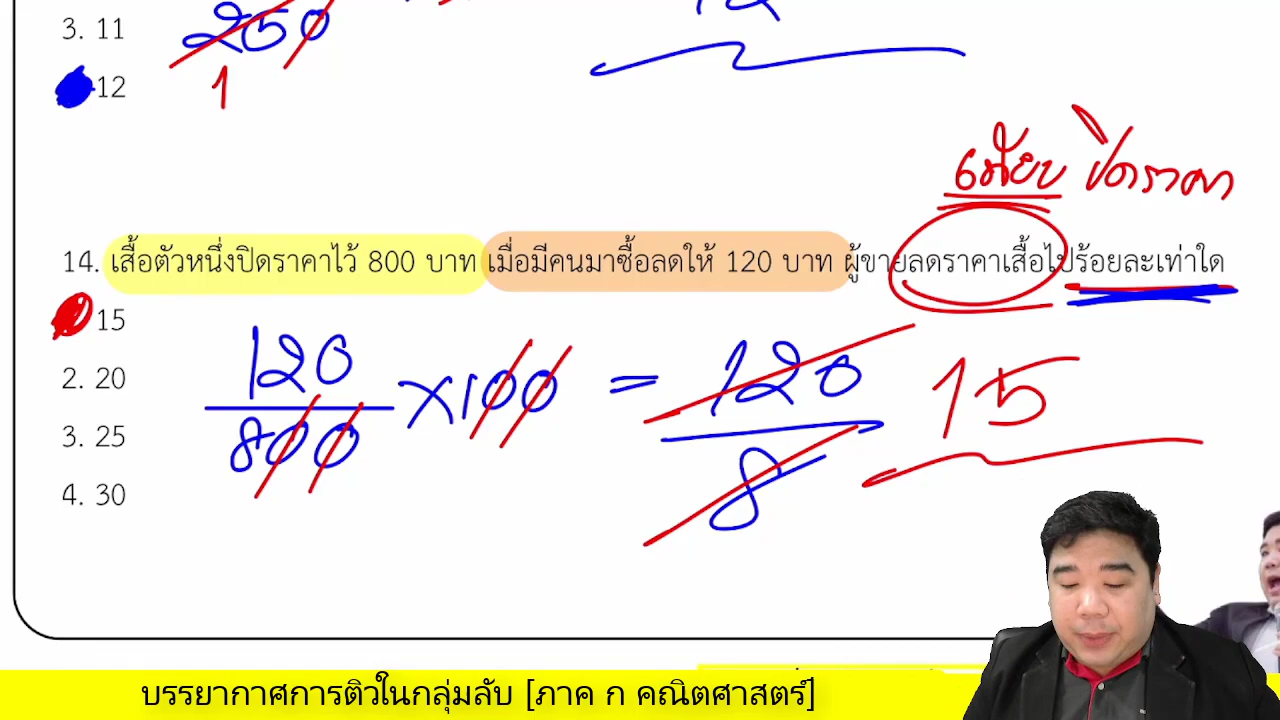 3. 11
250
1
12
12
เทียบ ปิดราคา
14. เสื้อตัวหนึ่งปิดราคาไว้ 800 บาท เมื่อมีคนมาซื้อลดให้ 120 บาท ผู้ขายลดราคาเสื้อไปร้อยละเท่าใด
15
120/800 ×100 = 120/8 15
2. 20
3. 25
4. 30
บรรยากาศการติวในกลุ่มลับ [ภาค ก คณิตศาสตร์]